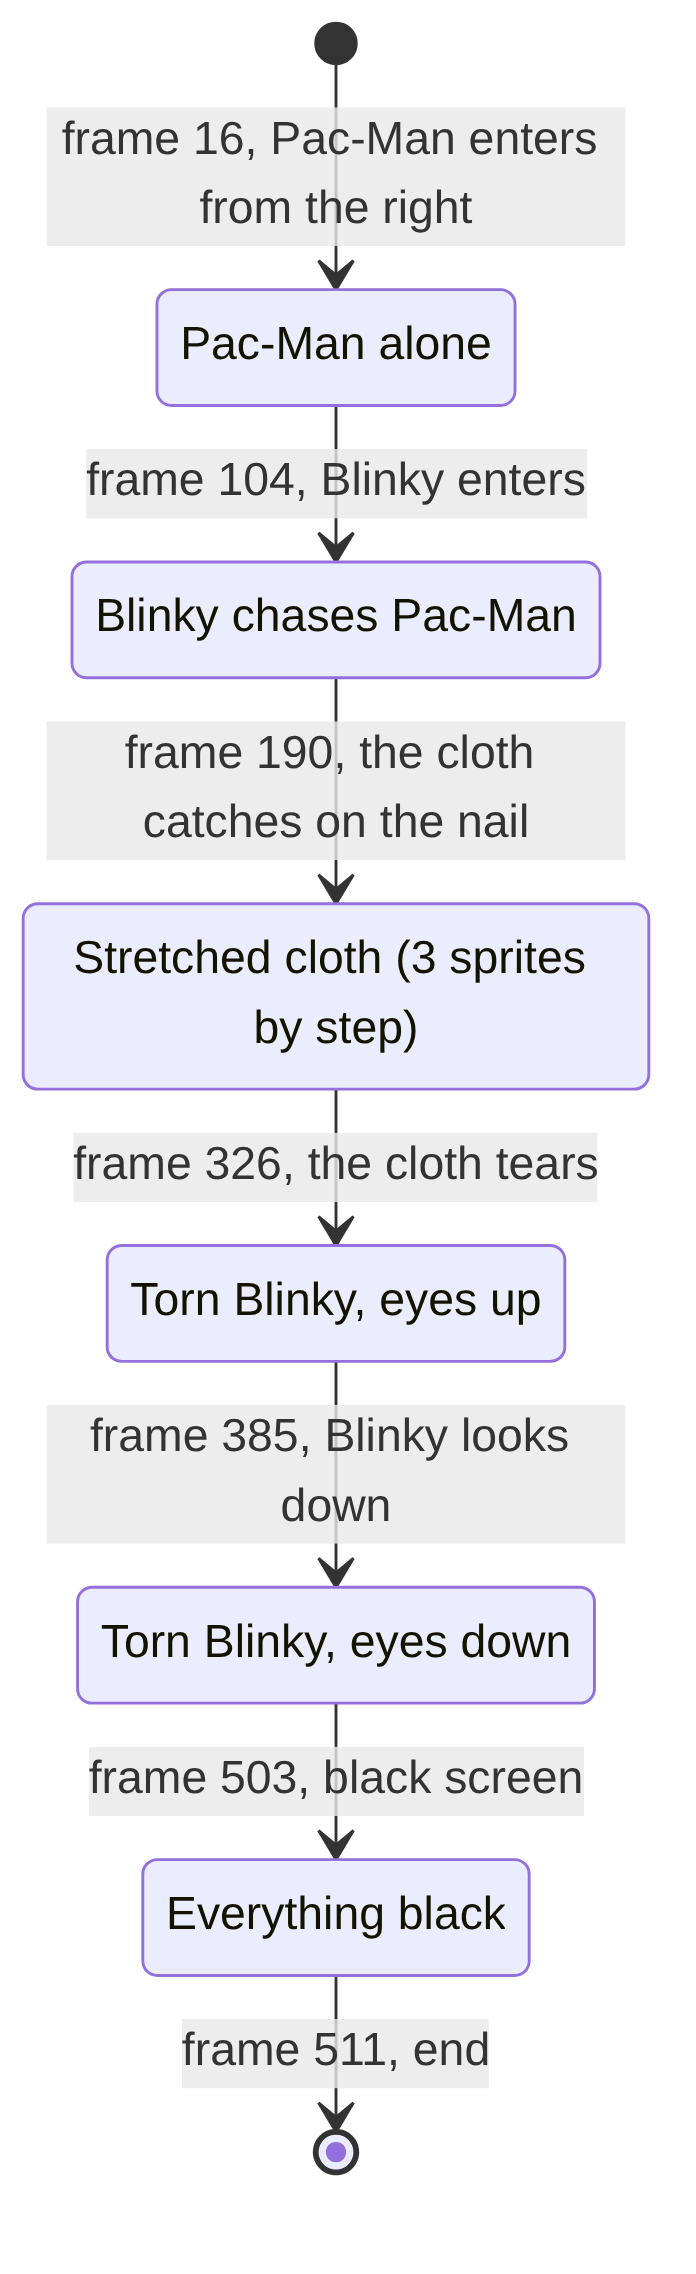 frame 16, Pac-Man enters
from the right
Pac-Man alone
frame 104, Blinky enters
Blinky chases Pac-Man
frame 190, the cloth
catches on the nail
Stretched cloth (3 sprites
by step)
frame 326, the cloth tears
Torn Blinky, eyes up
frame 385, Blinky looks
down
Torn Blinky, eyes down
frame 503, black screen
Everything black
frame 511, end